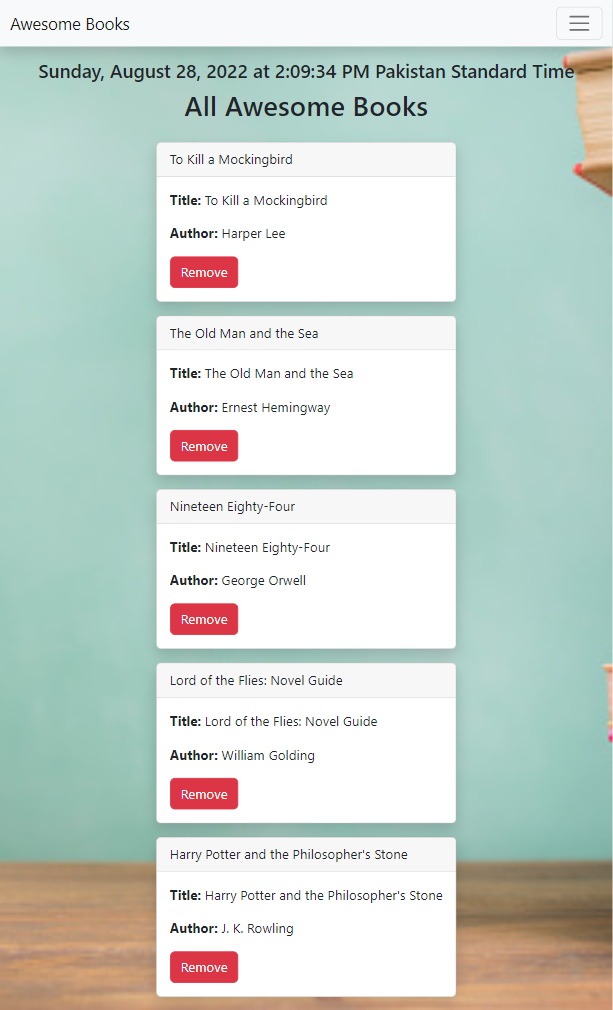 Awesome Books
Sunday, August 28, 2022 at 2:09:34 PM Pakistan Standard Time
All Awesome Books
To Kill a Mockingbird
Title: To Kill a Mockingbird
Author: Harper Lee
Remove
The Old Man and the Sea
Title: The Old Man and the Sea
Author: Ernest Hemingway
Remove
Nineteen Eighty-Four
Title: Nineteen Eighty-Four
Author: George Orwell
Remove
Lord of the Flies: Novel Guide
Title: Lord of the Flies: Novel Guide
Author: William Golding
Remove
Harry Potter and the Philosopher's Stone
Title: Harry Potter and the Philosopher's Stone
Author: J. K. Rowling
Remove